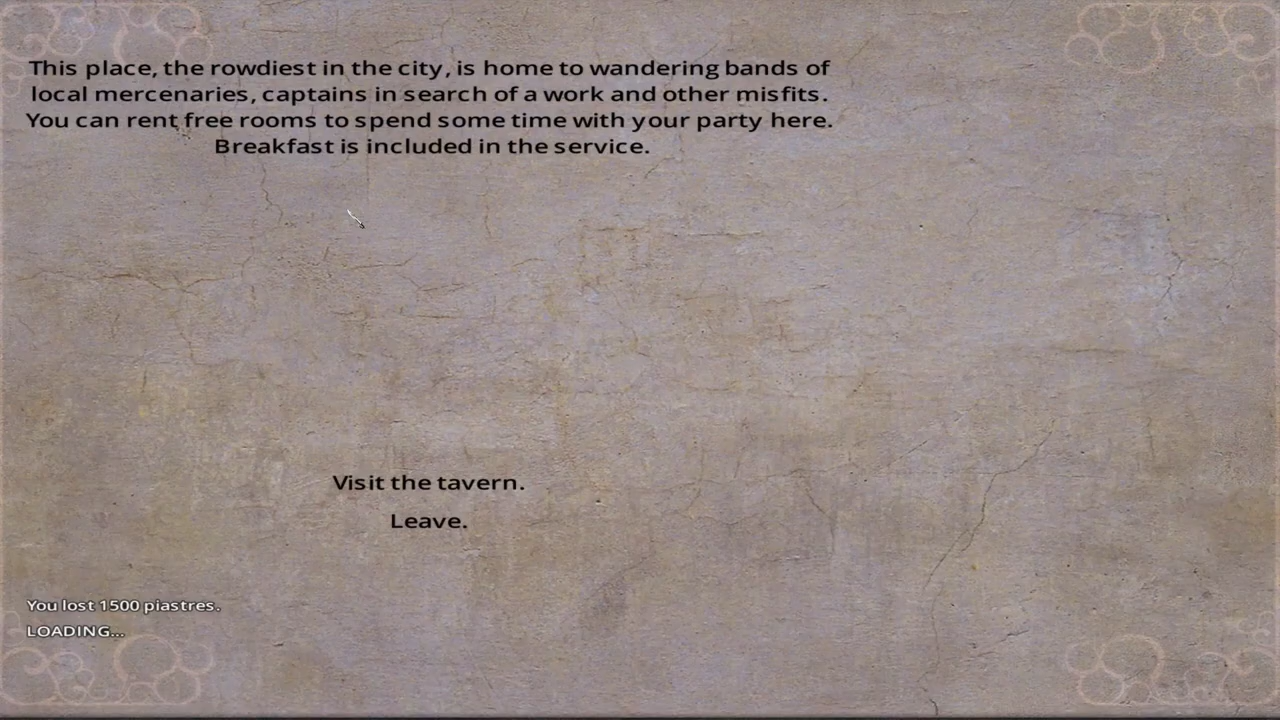 This place, the rowdiest in the city, is home to wandering bands of
local mercenaries, captains in search of a work and other misfits.
You can rent free rooms to spend some time with your party here.
Breakfast is included in the service.
Visit the tavern.
Leave.
You lost 1500 piastres.
LOADING...